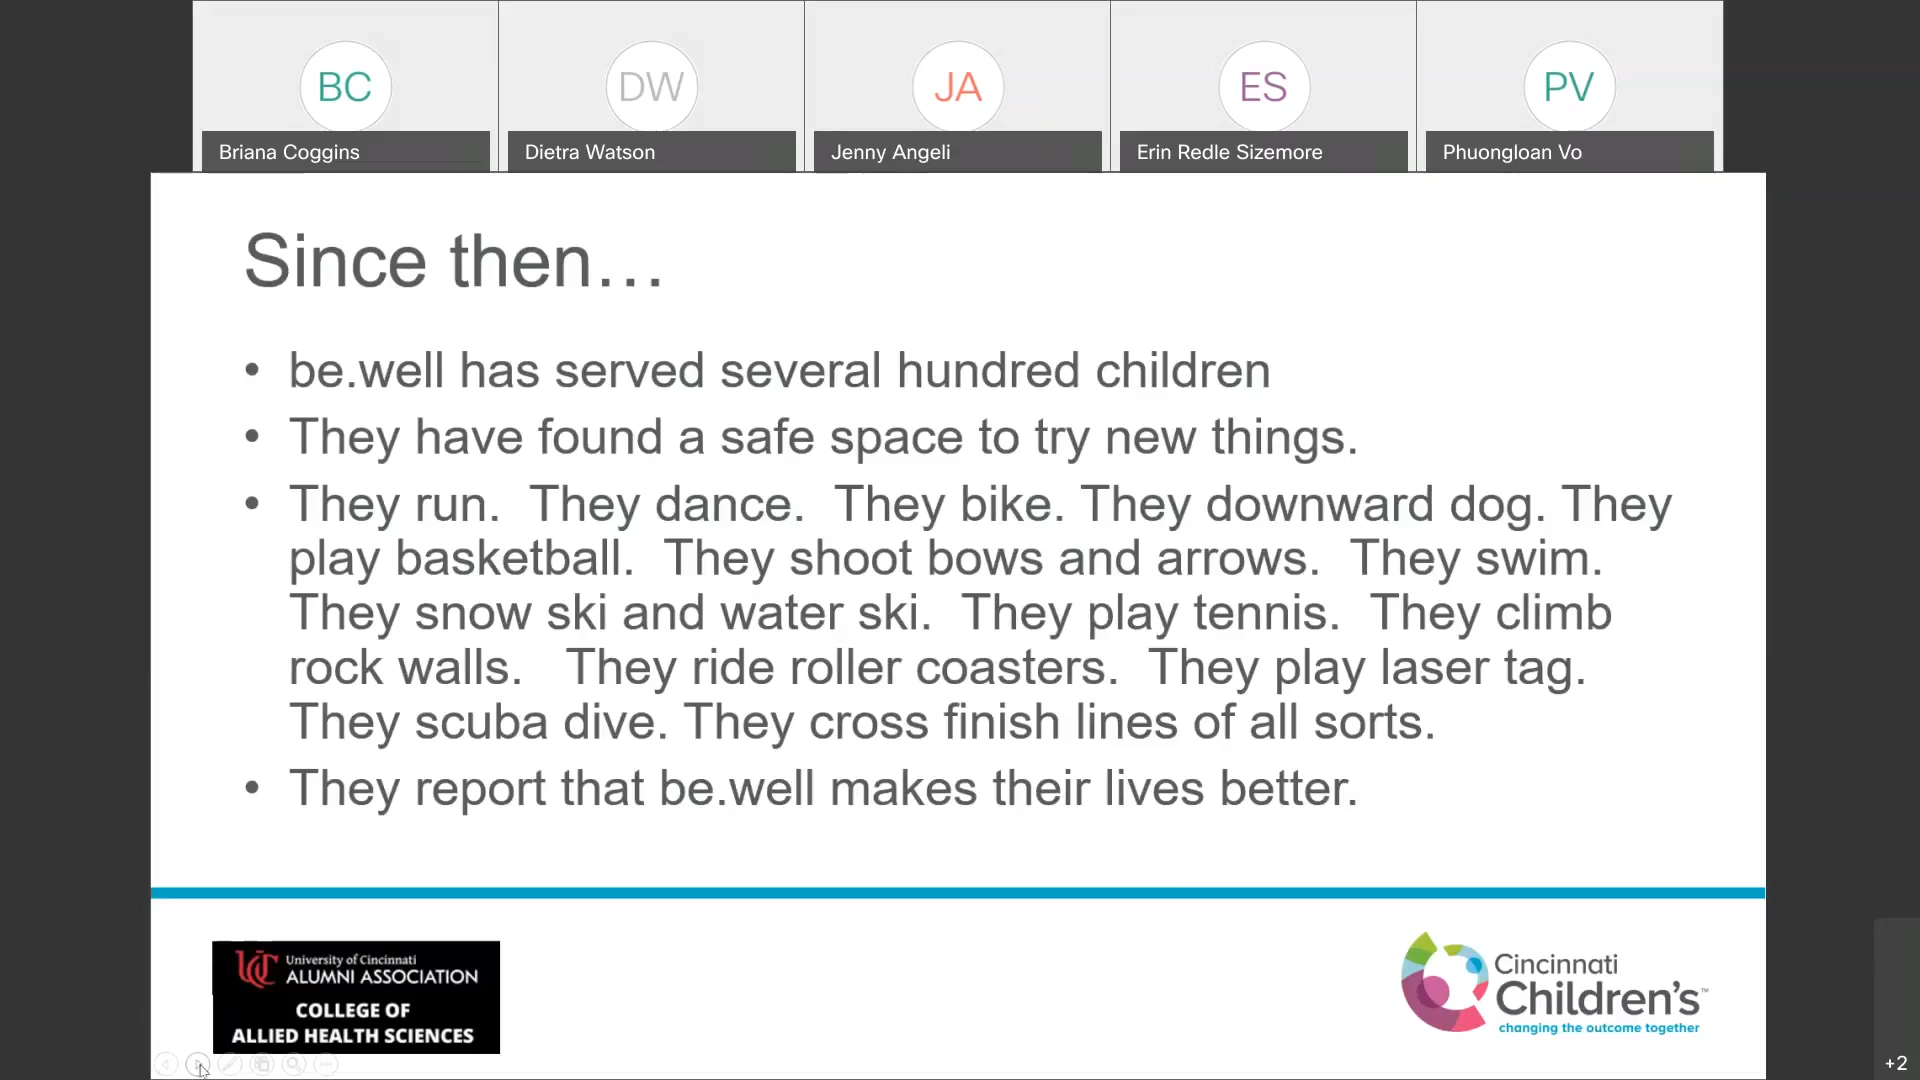 BC
DW
JA
ES
PV
Briana Coggins
Dietra Watson
Jenny Angeli
Erin Redle Sizemore
Phuongloan Vo
Since then…
• be.well has served several hundred children
• They have found a safe space to try new things.
• They run.  They dance.  They bike. They downward dog. They
play basketball.  They shoot bows and arrows.  They swim.
They snow ski and water ski.  They play tennis.  They climb
rock walls.   They ride roller coasters.  They play laser tag.
They scuba dive. They cross finish lines of all sorts.
• They report that be.well makes their lives better.
UC
University of Cincinnati
ALUMNI ASSOCIATION
COLLEGE OF
ALLIED HEALTH SCIENCES
Cincinnati
Children's™
changing the outcome together
+2